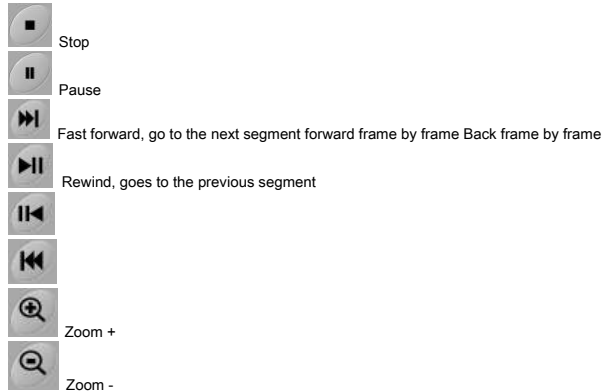 Stop
Pause
Fast forward, go to the next segment forward frame by frame Back frame by frame
Rewind, goes to the previous segment
Zoom +
Zoom -